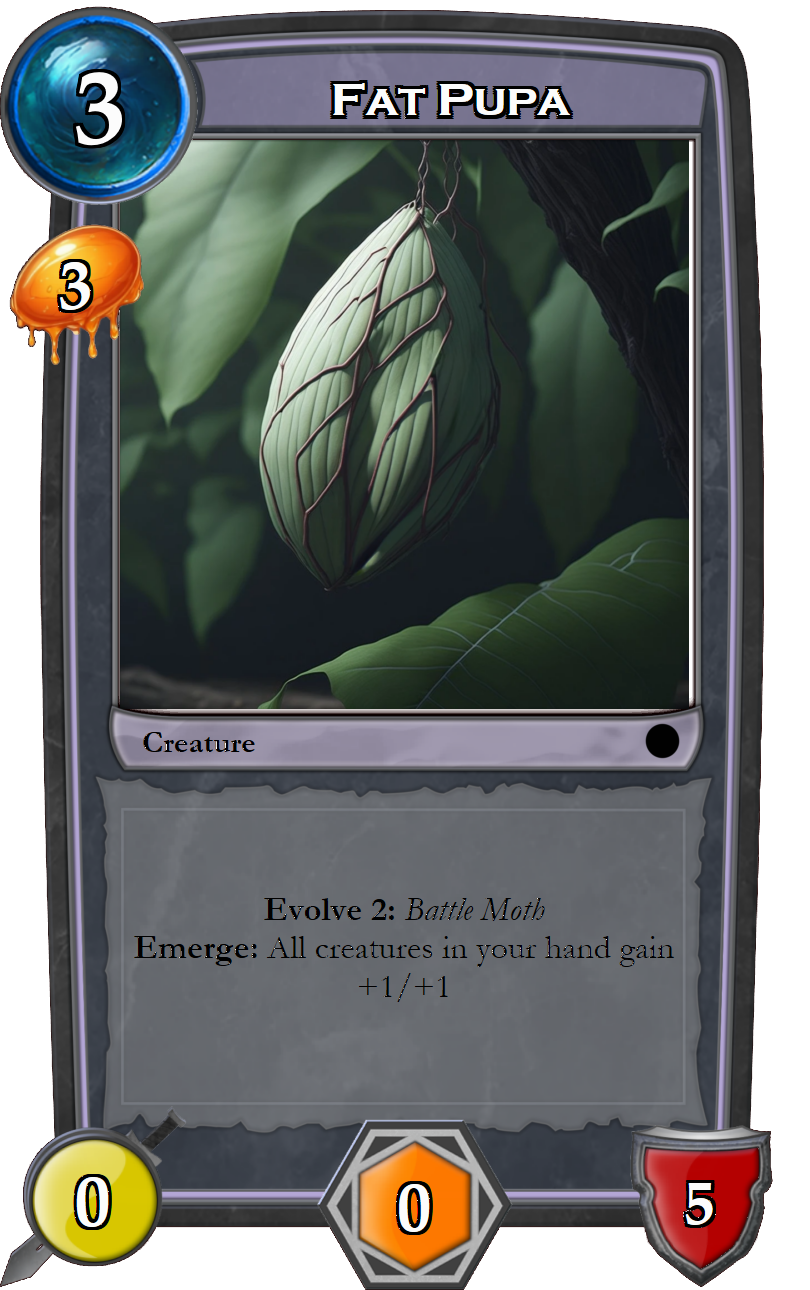 3
FAT PUPA
3
Creature
Evolve 2: Battle Moth
Emerge: All creatures in your hand gain
+1/+1
0
0
5